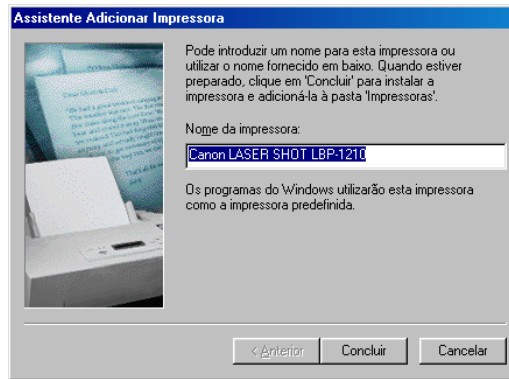 Assistente Adicionar Impressora
Pode introduzir um nome para esta impressora ou
utilizar o nome fornecido em baixo. Quando estiver
preparado, clique em 'Concluir' para instalar a
impressora e adicioná-la à pasta 'Impressoras'.
Nome da impressora:
Canon LASER SHOT LBP-1210
Os programas do Windows utilizarão esta impressora
como a impressora predefinida.
< Anterior
Concluir
Cancelar